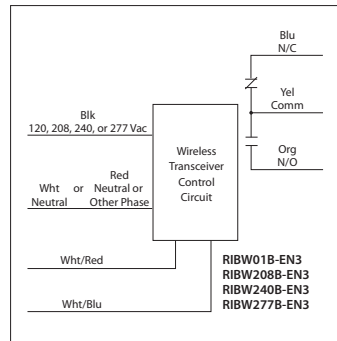 Blu
N/C
Yel
Comm
Blk
120, 208, 240, or 277 Vac
Wireless
Transceiver
Control
Circuit
Org
N/O
Red
Wht or Neutral or
Neutral Other Phase
Wht/Red
Wht/Blu
RIBW01B-EN3
RIBW208B-EN3
RIBW240B-EN3
RIBW277B-EN3